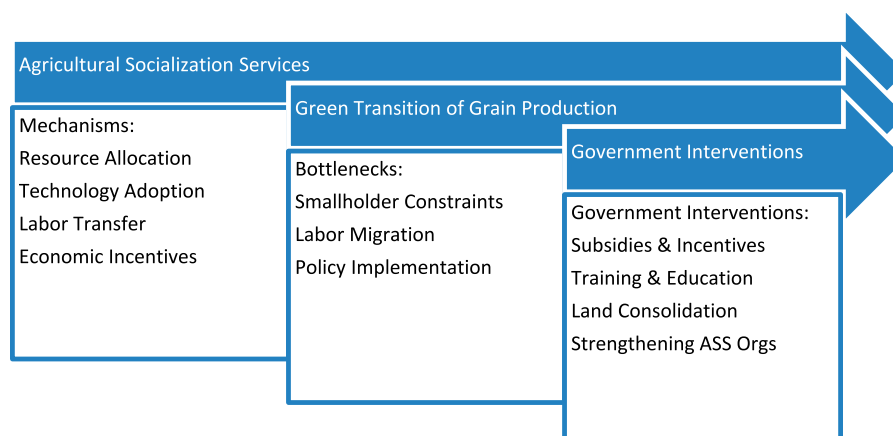 Agricultural Socialization Services
Mechanisms:
Resource Allocation
Technology Adoption
Labor Transfer
Economic Incentives
Green Transition of Grain Production
Bottlenecks:
Smallholder Constraints
Labor Migration
Policy Implementation
Government Interventions
Government Interventions:
Subsidies & Incentives
Training & Education
Land Consolidation
Strengthening ASS Orgs